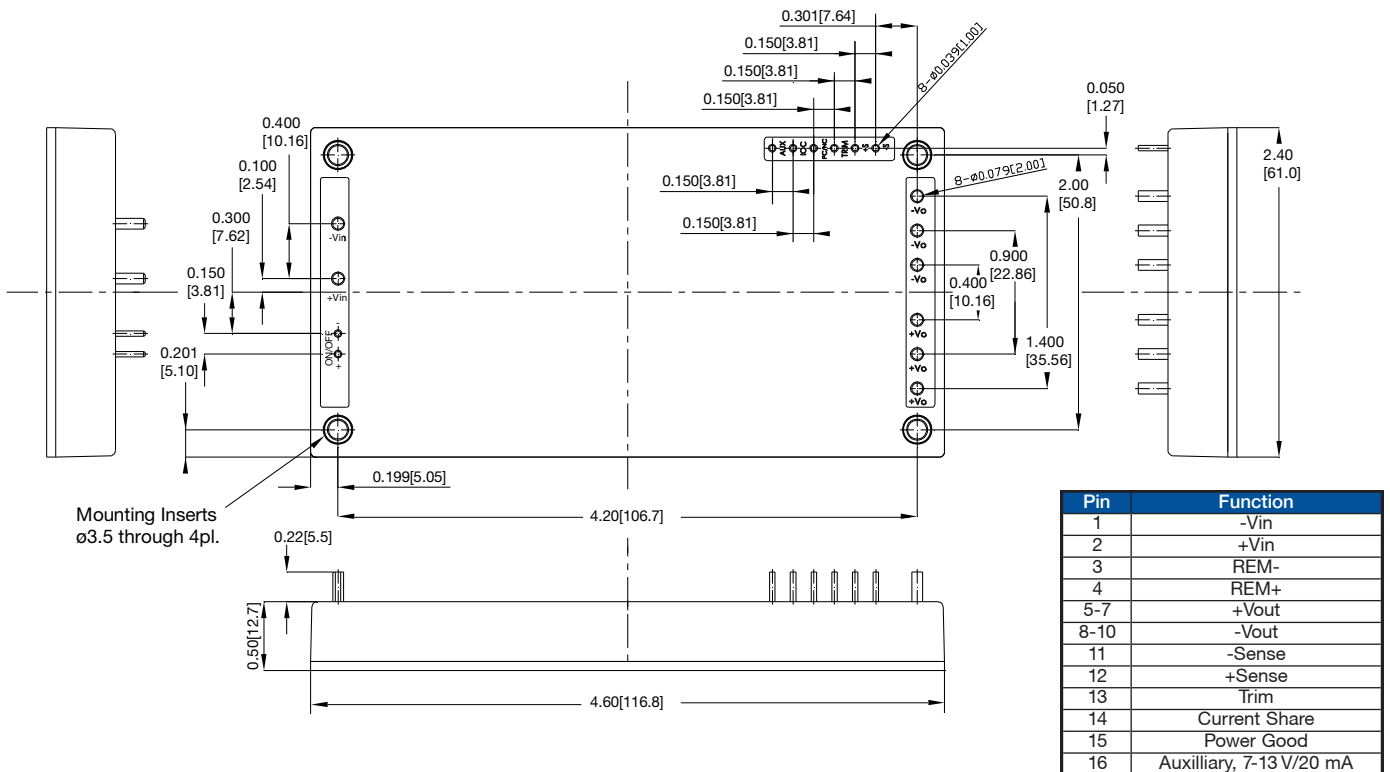 0.301[7.64]
0.150[3.81]
0.150[3.81]
0.150[3.81]
8-ø0.039[1.00]
0.050
[1.27]
0.400
[10.16]
0.100
[2.54]
0.300
[7.62]
0.150
[3.81]
0.201
[5.10]
AUX
TRIM
+S
-S
0.150[3.81]
0.150[3.81]
8-ø0.079[2.00]
2.00
[50.8]
2.40
[61.0]
-Vin
+Vin
ON/OFF
-
+
-Vo
-Vo
-Vo
+Vo
+Vo
+Vo
0.900
[22.86]
0.400
[10.16]
1.400
[35.56]
0.199[5.05]
4.20[106.7]
Mounting Inserts
ø3.5 through 4pl.
0.22[5.5]
0.50[12.7]
4.60[116.8]
Pin Function
1 -Vin
2 +Vin
3 REM-
4 REM+
5-7 +Vout
8-10 -Vout
11 -Sense
12 +Sense
13 Trim
14 Current Share
15 Power Good
16 Auxilliary, 7-13 V/20 mA